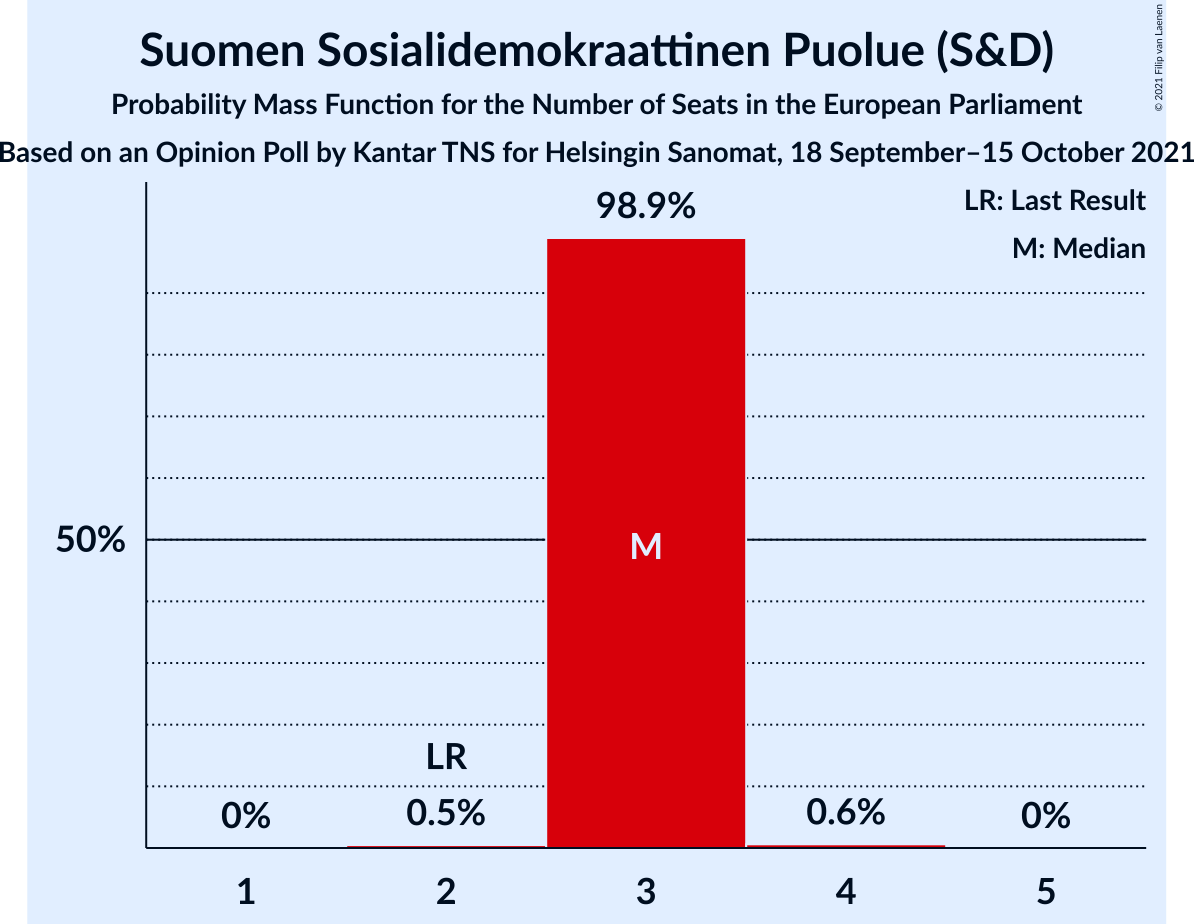 Suomen Sosialidemokraattinen Puolue (S&D)
Probability Mass Function for the Number of Seats in the European Parliament
Based on an Opinion Poll by Kantar TNS for Helsingin Sanomat, 18 September–15 October 2021
© 2021 Filip van Laenen
LR: Last Result
M: Median
98.9%
50%
M
LR
0%
0.5%
0.6%
0%
1
2
3
4
5